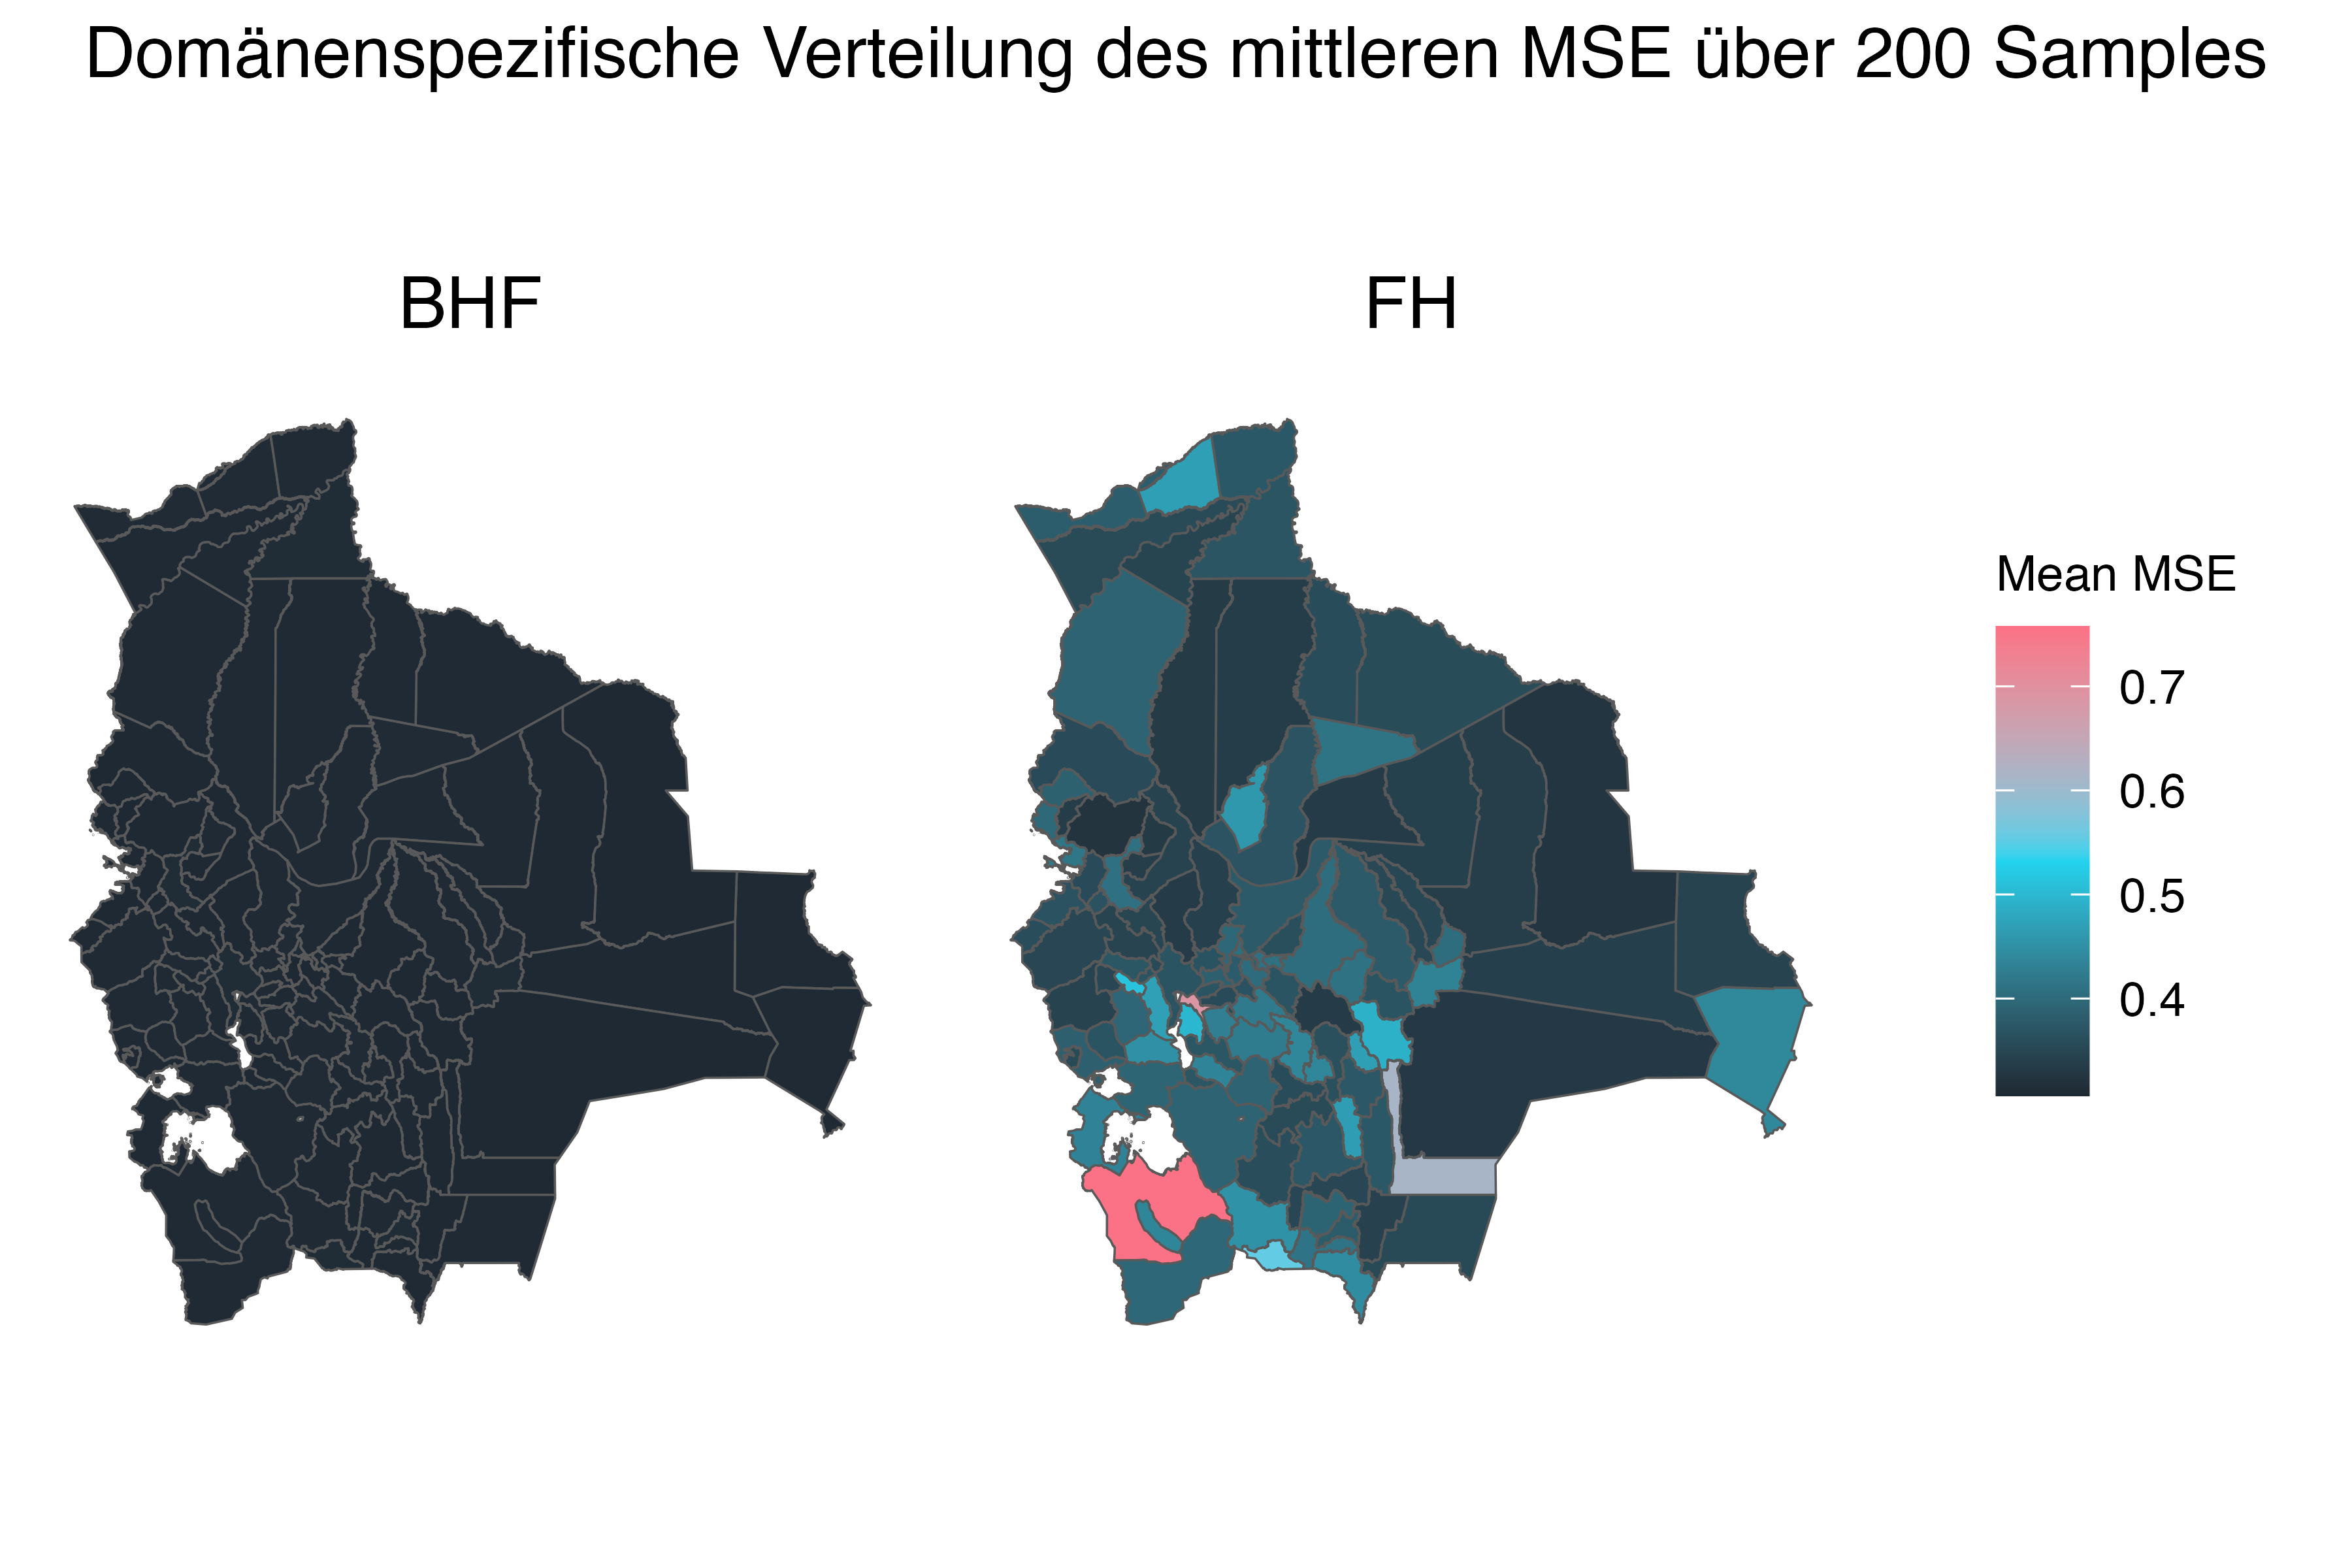 Domänenspezifische Verteilung des mittleren MSE über 200 Samples
BHF
FH
Mean MSE
0.7
0.6
0.5
0.4